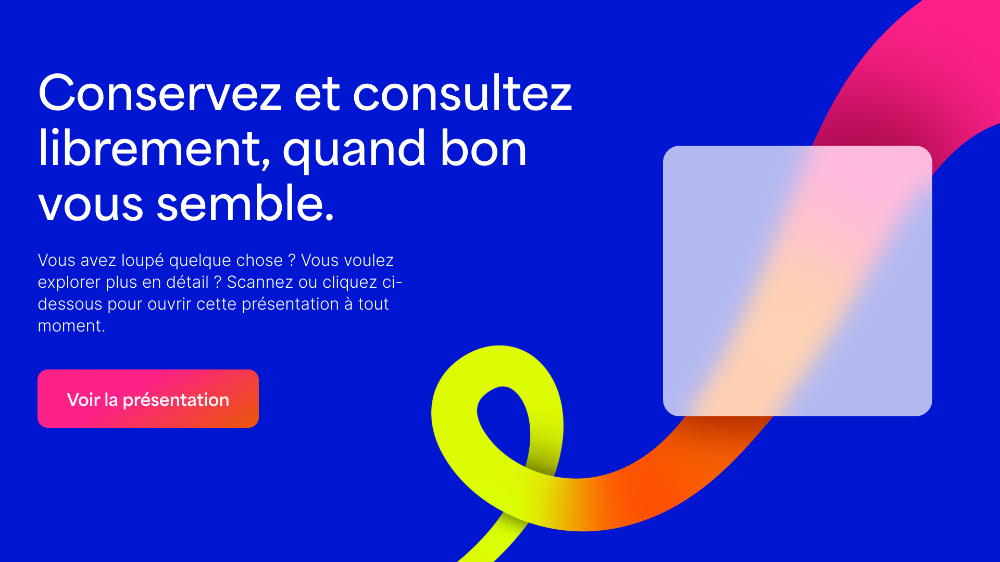 Conservez et consultez
librement, quand bon
vous semble.
Vous avez loupé quelque chose ? Vous voulez
explorer plus en détail ? Scannez ou cliquez ci-
dessous pour ouvrir cette présentation à tout
moment.
Voir la présentation